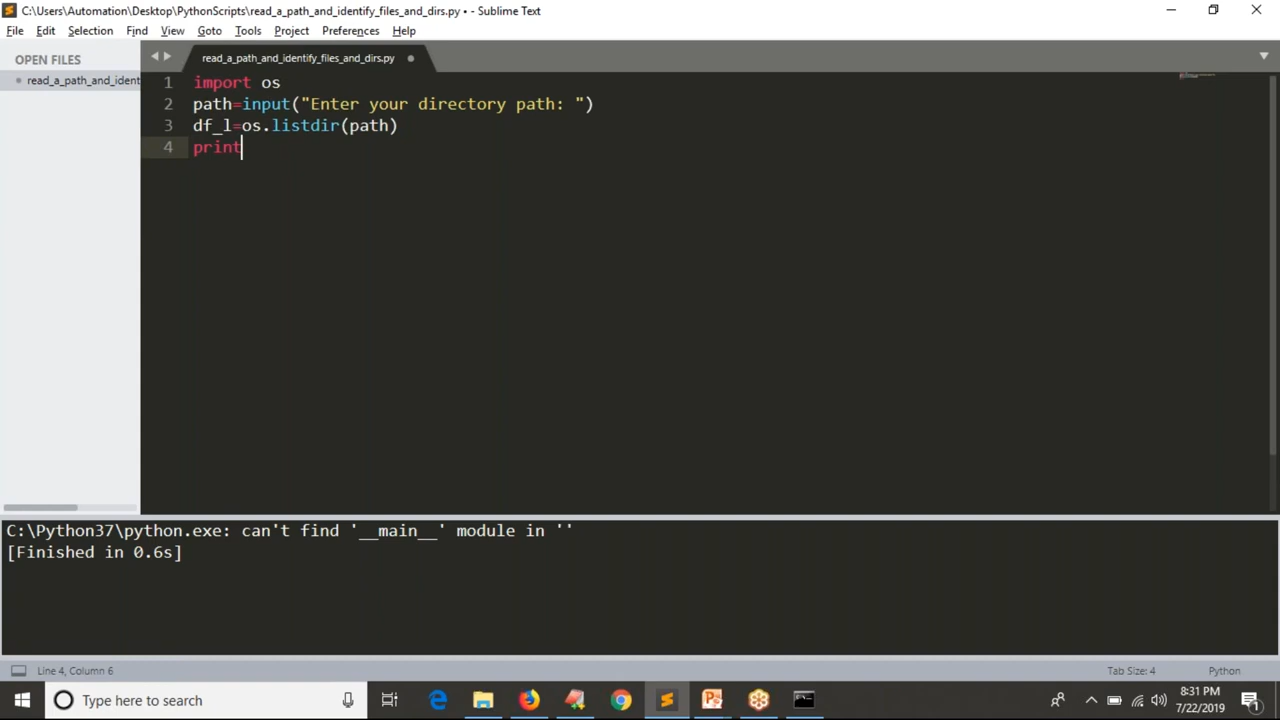 C:\Users\Automation\Desktop\PythonScripts\read_a_path_and_identify_files_and_dirs.py • - Sublime Text
File Edit Selection Find View Goto Tools Project Preferences Help
OPEN FILES
read_a_path_and_ident
read_a_path_and_identify_files_and_dirs.py
1 import os
2 path=input("Enter your directory path: ")
3 df_l=os.listdir(path)
4 print
C:\Python37\python.exe: can't find '__main__' module in ''
[Finished in 0.6s]
Line 4, Column 6
Tab Size: 4
Python
Type here to search
8:31 PM
7/22/2019
1